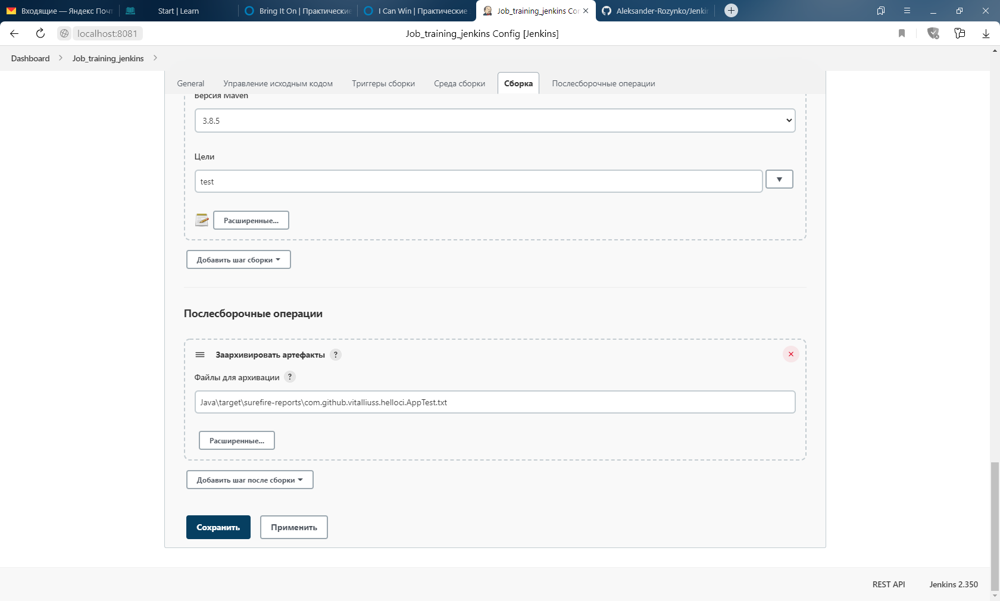 Входящие — Яндекс Почт
Start | Learn
Bring It On | Практические
I Can Win | Практические
Job_training_jenkins Con
Aleksander-Rozynko/Jenkin
localhost:8081
Job_training_jenkins Config [Jenkins]
Dashboard
Job_training_jenkins
General
Управление исходным кодом
Триггеры сборки
Среда сборки
Сборка
Послесборочные операции
Версия Maven
3.8.5
Цели
test
Расширенные...
Добавить шаг сборки
Послесборочные операции
Заархивировать артефакты ?
Файлы для архивации ?
Java\target\surefire-reports\com.github.vitalliuss.helloci.AppTest.txt
Расширенные...
Добавить шаг после сборки
Сохранить
Применить
REST API
Jenkins 2.350